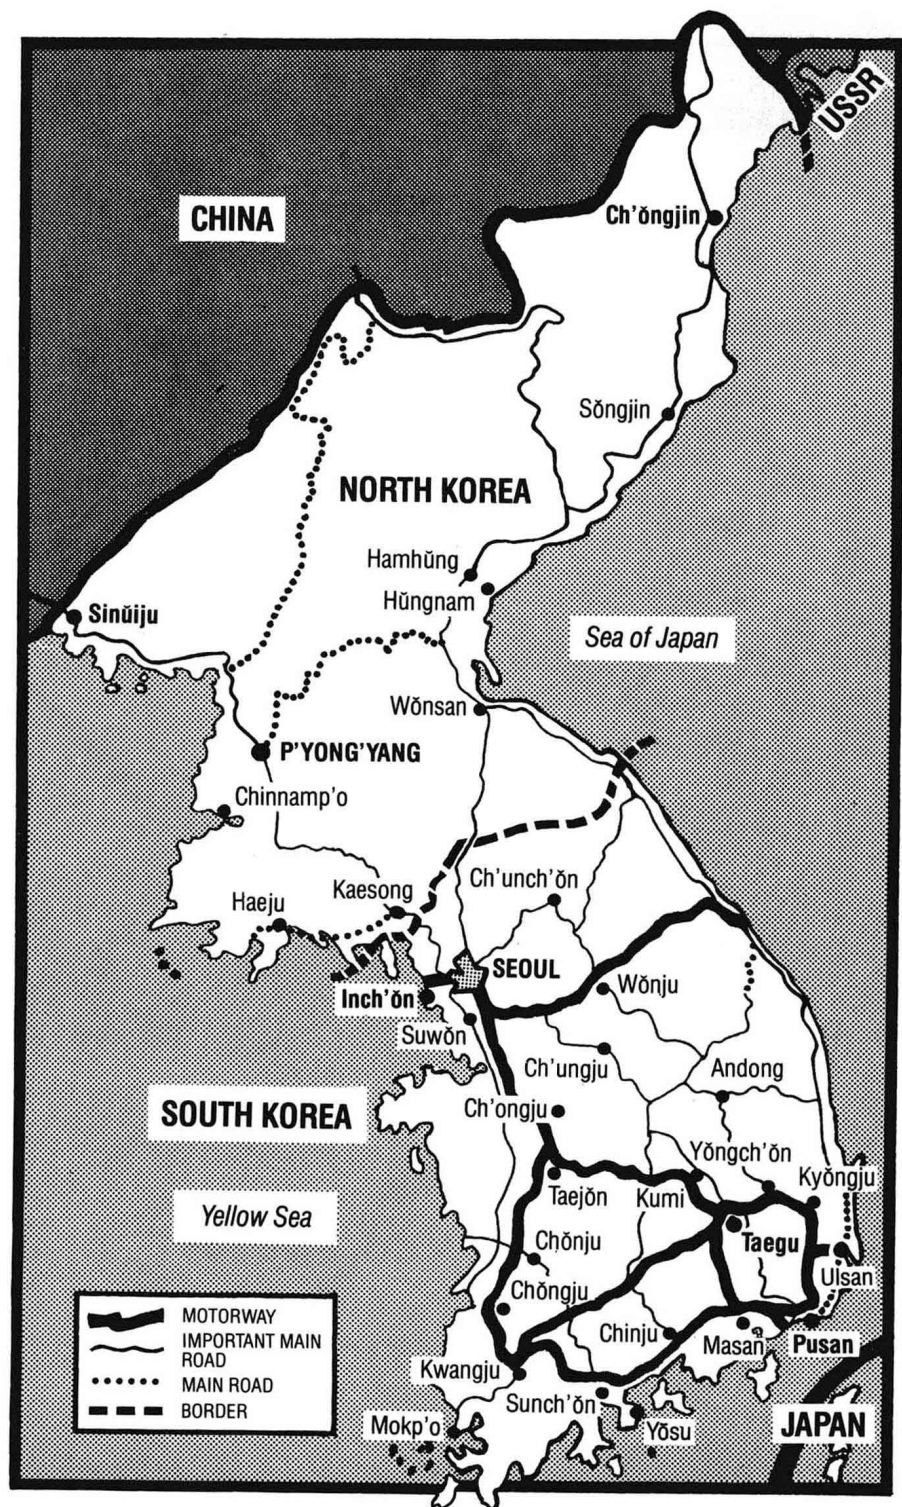 USSR
CHINA
Ch'ŏngjin
Sŏngjin
NORTH KOREA
Hamhŭng
Hŭngnam
Sinŭiju
Sea of Japan
Wŏnsan
P'YONG'YANG
Chinnamp'o
Ch'unch'ŏn
Kaesong
Haeju
SEOUL
Wŏnju
Inch'ŏn
Suwŏn
Ch'ungju
Andong
Ch'ongju
SOUTH KOREA
Yŏngch'ŏn
Kyŏngju
Taejŏn
Kumi
Yellow Sea
Taegu
Chŏnju
Ulsan
Chŏngju
MOTORWAY
IMPORTANT MAIN
ROAD
MAIN ROAD
BORDER
Chinju
Masan
Pusan
Kwangju
Sunch'ŏn
Mokp'o
Yŏsu
JAPAN